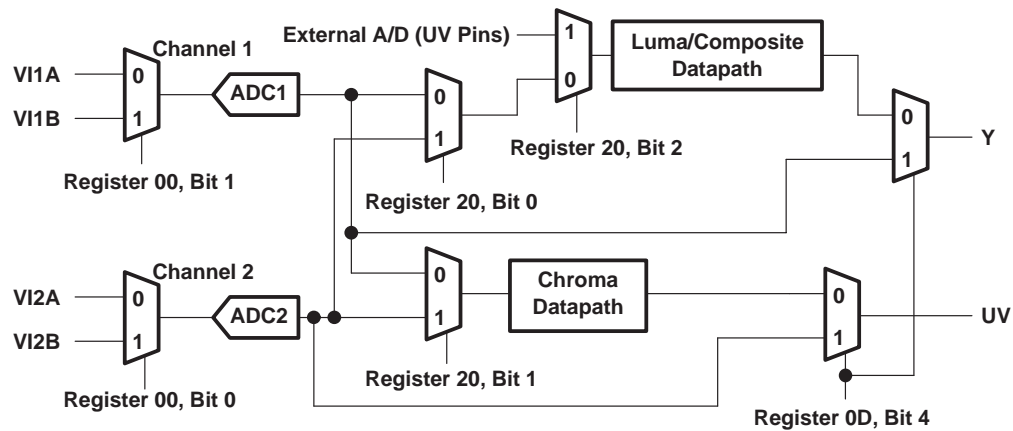 External A/D (UV Pins)
1
0
Luma/Composite
Datapath
Channel 1
VI1A
0
ADC1
VI1B
1
0
1
0
1
Y
Register 20, Bit 2
Register 00, Bit 1
Register 20, Bit 0
Channel 2
VI2A
0
ADC2
VI2B
1
0
1
Chroma
Datapath
0
1
UV
Register 20, Bit 1
Register 00, Bit 0
Register 0D, Bit 4